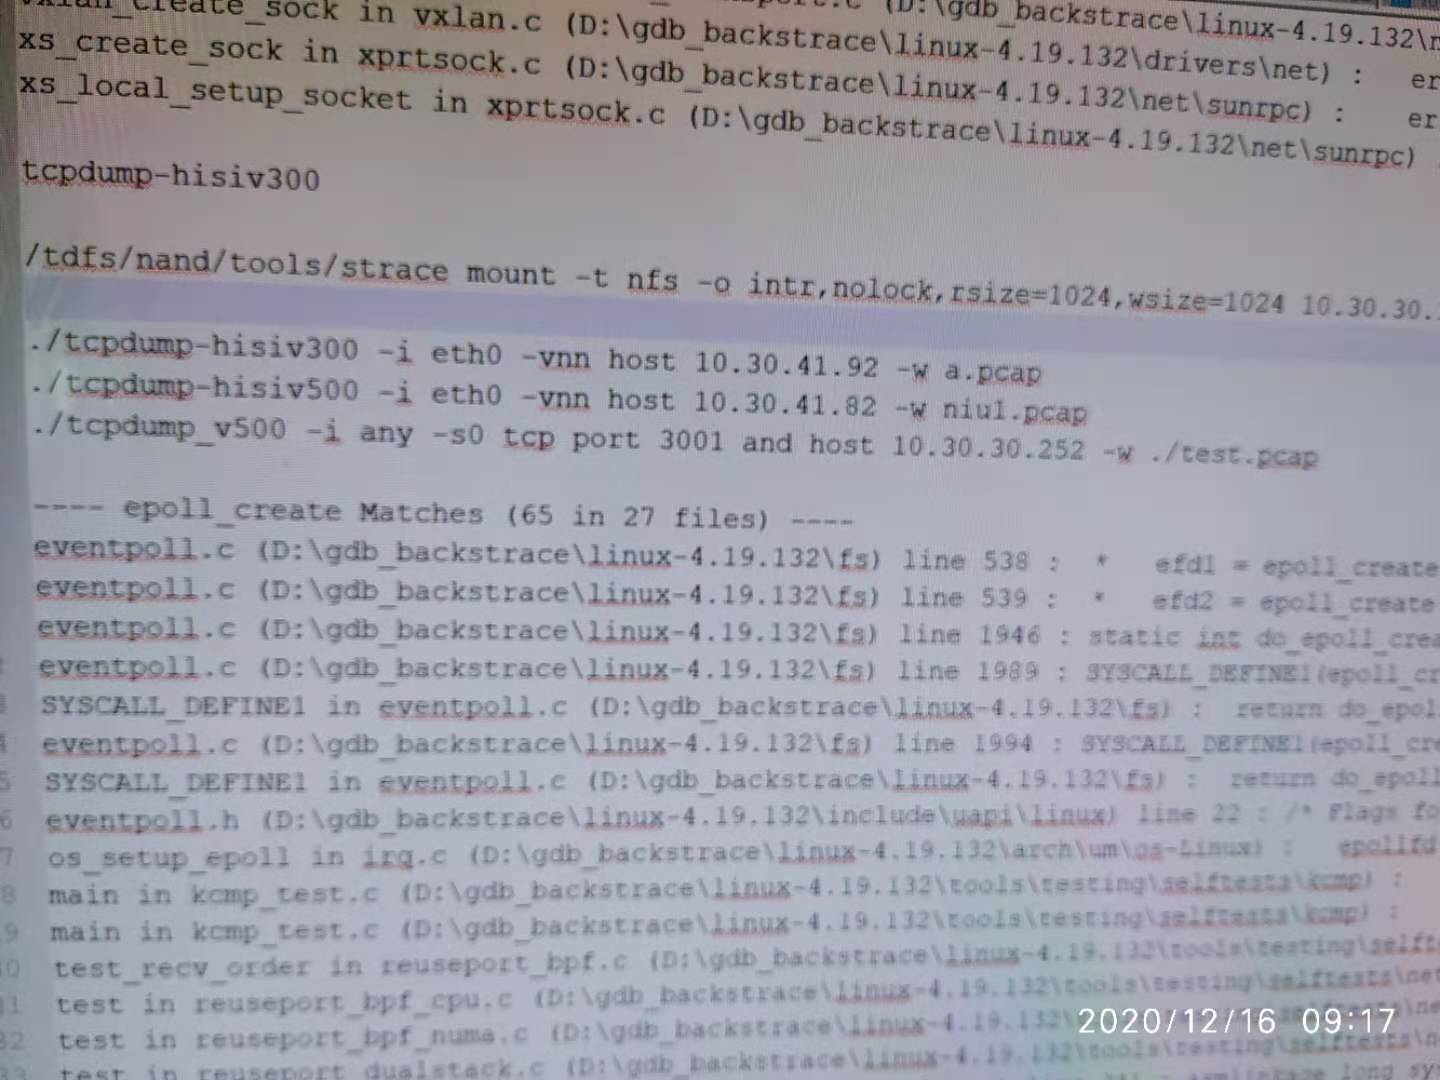 _create_sock in vxlan.c (D:\gdb_backstrace\linux-4.19.132\
xs_create_sock in xprtsock.c (D:\gdb_backstrace\linux-4.19.132\drivers\net) : er
xs_local_setup_socket in xprtsock.c (D:\gdb_backstrace\linux-4.19.132\net\sunrpc) : er
(D:\gdb_backstrace\linux-4.19.132\net\sunrpc)
tcpdump-hisiv300
/tdfs/nand/tools/strace mount -t nfs -o intr,nolock,rsize=1024,wsize=1024 10.30.30.
./tcpdump-hisiv300 -i eth0 -vnn host 10.30.41.92 -w a.pcap
./tcpdump-hisiv500 -i eth0 -vnn host 10.30.41.82 -w niu1.pcap
./tcpdump_v500 -i any -s0 tcp port 3001 and host 10.30.30.252 -w ./test.pcap
---- epoll_create Matches (65 in 27 files) ----
eventpoll.c (D:\gdb_backstrace\linux-4.19.132\fs) line 538 : * efd1 = epoll_create
eventpoll.c (D:\gdb_backstrace\linux-4.19.132\fs) line 539 : * efd2 = epoll_create
eventpoll.c (D:\gdb_backstrace\linux-4.19.132\fs) line 1946 : static int do_epoll_crea
eventpoll.c (D:\gdb_backstrace\linux-4.19.132\fs) line 1989 : SYSCALL_DEFINE1(epoll_cr
SYSCALL_DEFINE1 in eventpoll.c (D:\gdb_backstrace\linux-4.19.132\fs) : return do_epol
eventpoll.c (D:\gdb_backstrace\linux-4.19.132\fs) line 1994 : SYSCALL_DEFINE1(epoll_cre
SYSCALL_DEFINE1 in eventpoll.c (D:\gdb_backstrace\linux-4.19.132\fs) : return do_epoll
eventpoll.h (D:\gdb_backstrace\linux-4.19.132\include\uapi\linux) line 22 : /* Flags fo
os_setup_epoll in irq.c (D:\gdb_backstrace\linux-4.19.132\arch\um\os-Linux) : epollfd
main in kcmp_test.c (D:\gdb_backstrace\linux-4.19.132\tools\testing\selftests\kcmp) :
main in kcmp_test.c (D:\gdb_backstrace\linux-4.19.132\tools\testing\selftests\kcmp) :
test_recv_order in reuseport_bpf.c (D:\gdb_backstrace\linux-4.19.132\tools\testing\selft
test in reuseport_bpf_cpu.c (D:\gdb_backstrace\linux-4.19.132\tools\testing\selftests\net
test in reuseport_bpf_numa.c (D:\gdb_backstrace\linux-4.19.132\
test in reuseport_dualstack.c (D:\gdb_backstrace\linux-4.19.132\tools\testing\selftests\n
2020/12/16 09:17